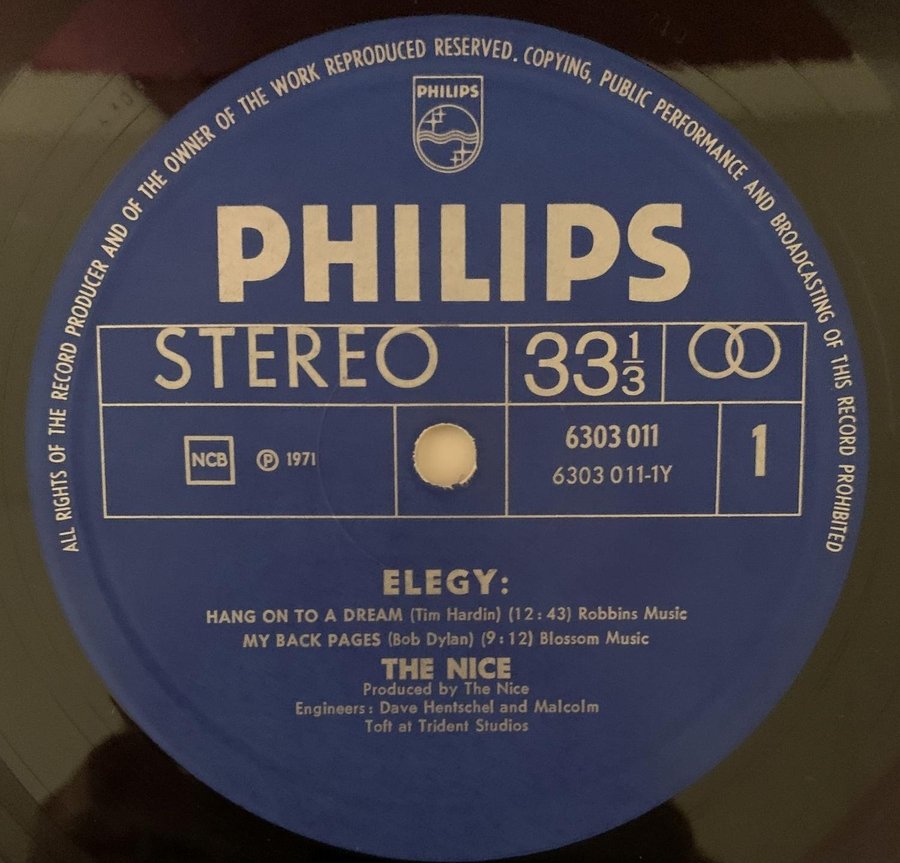 ALL RIGHTS OF THE RECORD PRODUCER AND OF THE OWNER OF THE WORK REPRODUCED RESERVED. COPYING, PUBLIC PERFORMANCE AND BROADCASTING OF THIS RECORD PROHIBITED
PHILIPS
PHILIPS
STEREO 33 1/3
NCB ℗ 1971 6303 011 1
6303 011-1Y
ELEGY:
HANG ON TO A DREAM (Tim Hardin) (12:43) Robbins Music
MY BACK PAGES (Bob Dylan) (9:12) Blossom Music
THE NICE
Produced by The Nice
Engineers: Dave Hentschel and Malcolm
Toft at Trident Studios